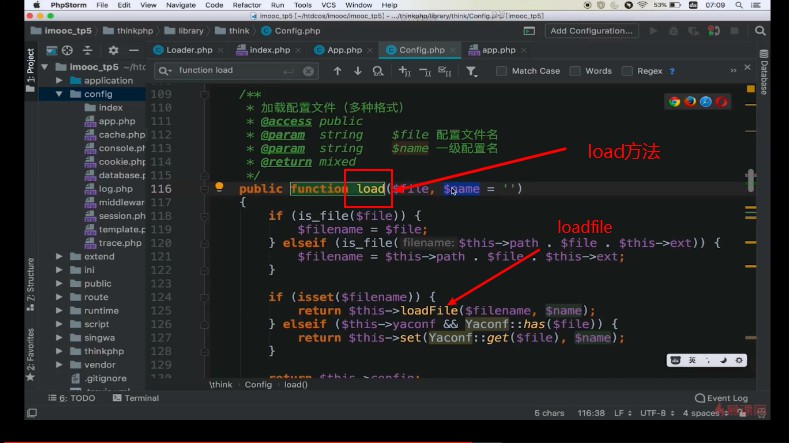 PhpStorm File Edit View Navigate Code Refactor Run Tools VCS Window Help 53% 07:09
imooc_tp5 [~/htdcos/imooc/imooc_tp5] - .../thinkphp/library/think/Config.php [imooc_tp5]
imooc_tp5 thinkphp library think Config.php Add Configuration...
Loader.php index.php App.php Config.php app.php
function load Match Case Words Regex ?
1: Project
7: Structure
2: Favorites
Database
imooc_tp5 ~/htdco
application
config
index
app.php
cache.php
console.ph
cookie.php
database.p
log.php
middlewar
session.ph
template.p
trace.php
extend
ini
public
route
runtime
script
singwa
thinkphp
vendor
.gitignore
109 /**
110 * 加载配置文件（多种格式）
111 * @access public
112 * @param string $file 配置文件名
113 * @param string $name 一级配置名
114 * @return mixed
115 */
116 public function load($file, $name = '')
117 {
118 if (is_file($file)) {
119 $filename = $file;
120 } elseif (is_file( filename: $this->path . $file . $this->ext)) {
121 $filename = $this->path . $file . $this->ext;
122 }
123
124 if (isset($filename)) {
125 return $this->loadFile($filename, $name);
126 } elseif ($this->yaconf && Yaconf::has($file)) {
127 return $this->set(Yaconf::get($file), $name);
128 }
129
130 return $this->config;
load方法
loadfile
英
\think Config load()
6: TODO Terminal Event Log
5 chars 116:38 LF UTF-8 4 spaces